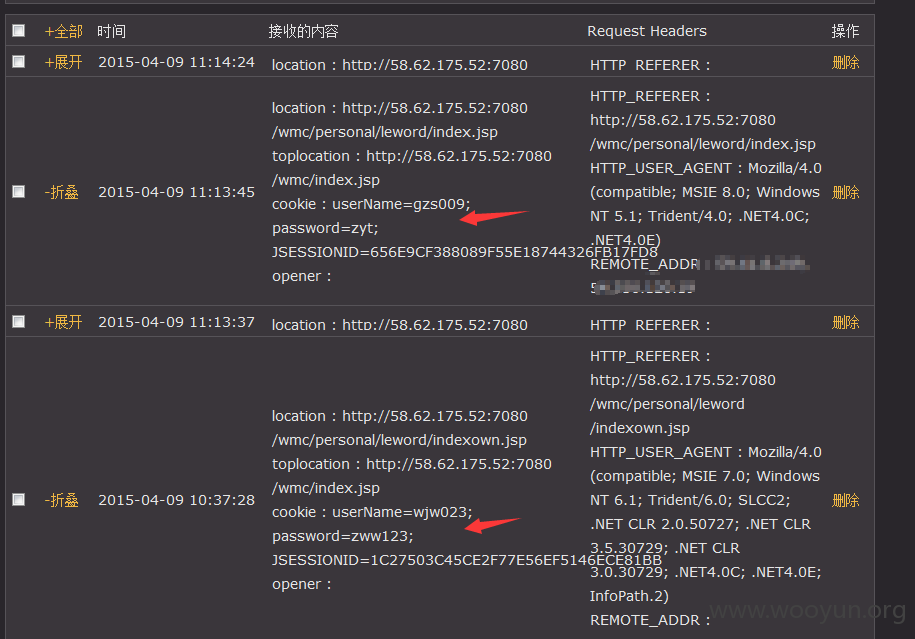 +全部 时间 接收的内容 Request Headers 操作
+展开 2015-04-09 11:14:24 location : http://58.62.175.52:7080 HTTP_REFERER : 删除
-折叠 2015-04-09 11:13:45
location : http://58.62.175.52:7080
/wmc/personal/leword/index.jsp
toplocation : http://58.62.175.52:7080
/wmc/index.jsp
cookie : userName=gzs009;
password=zyt;
JSESSIONID=656E9CF388089F55E18744326FB17FD8
opener :
HTTP_REFERER :
http://58.62.175.52:7080
/wmc/personal/leword/index.jsp
HTTP_USER_AGENT : Mozilla/4.0
(compatible; MSIE 8.0; Windows
NT 5.1; Trident/4.0; .NET4.0C;
.NET4.0E)
REMOTE_ADDR :
删除
+展开 2015-04-09 11:13:37 location : http://58.62.175.52:7080 HTTP_REFERER : 删除
-折叠 2015-04-09 10:37:28
location : http://58.62.175.52:7080
/wmc/personal/leword/indexown.jsp
toplocation : http://58.62.175.52:7080
/wmc/index.jsp
cookie : userName=wjw023;
password=zww123;
JSESSIONID=1C27503C45CE2F77E56EF5146ECE81BB
opener :
HTTP_REFERER :
http://58.62.175.52:7080
/wmc/personal/leword
/indexown.jsp
HTTP_USER_AGENT : Mozilla/4.0
(compatible; MSIE 7.0; Windows
NT 6.1; Trident/6.0; SLCC2;
.NET CLR 2.0.50727; .NET CLR
3.5.30729; .NET CLR
3.0.30729; .NET4.0C; .NET4.0E;
InfoPath.2)
REMOTE_ADDR :
删除
www.wooyun.org